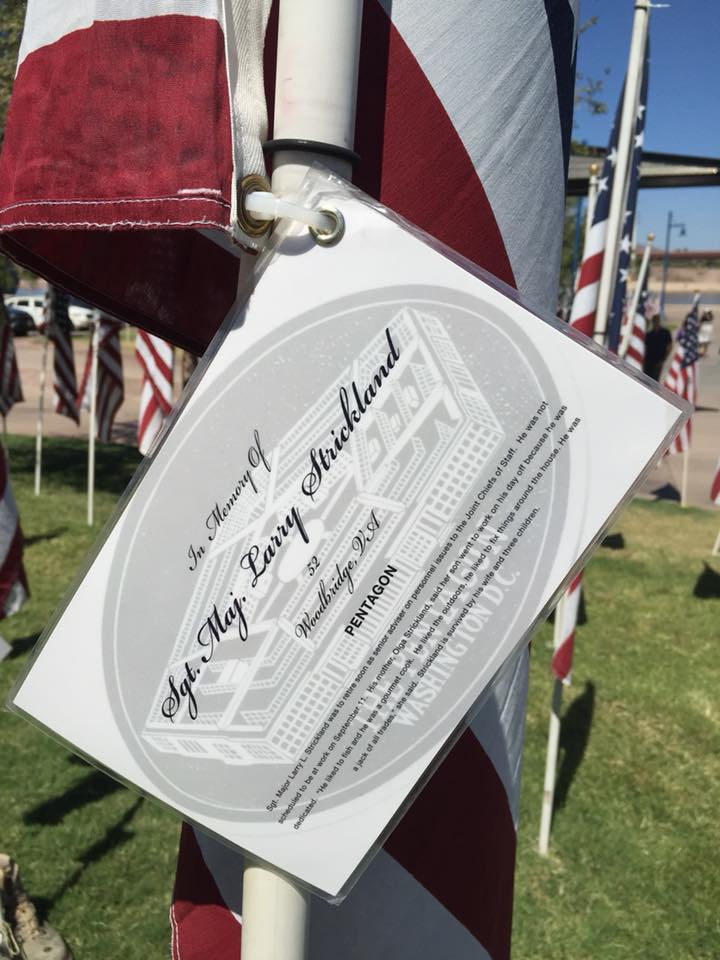 In Memory Of
Sgt. Maj. Larry Strickland
52
Woodbridge, VA
PENTAGON
Sgt. Major Larry L. Strickland was to retire soon as senior adviser on personnel issues to the Joint Chiefs of Staff. He was not
scheduled to be at work on September 11. His mother, Olga Strickland, said her son went to work on his day off because he was
dedicated. "He liked to fish and he was a gourmet cook. He liked the outdoors, he liked to fix things around the house. He was
a jack of all trades," she said. Strickland is survived by his wife and three children.
THE PENTAGON
WASHINGTON D.C.